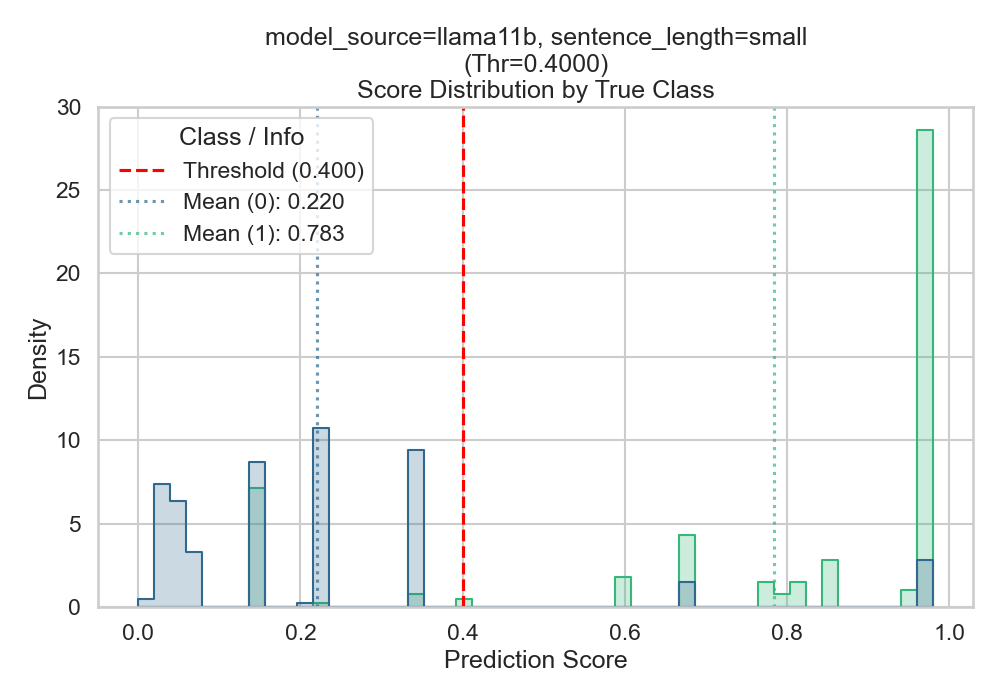 model_source=llama11b, sentence_length=small
(Thr=0.4000)
Score Distribution by True Class
Class / Info
Threshold (0.400)
Mean (0): 0.220
Mean (1): 0.783
30
25
20
15
10
5
0
Density
0.0 0.2 0.4 0.6 0.8 1.0
Prediction Score